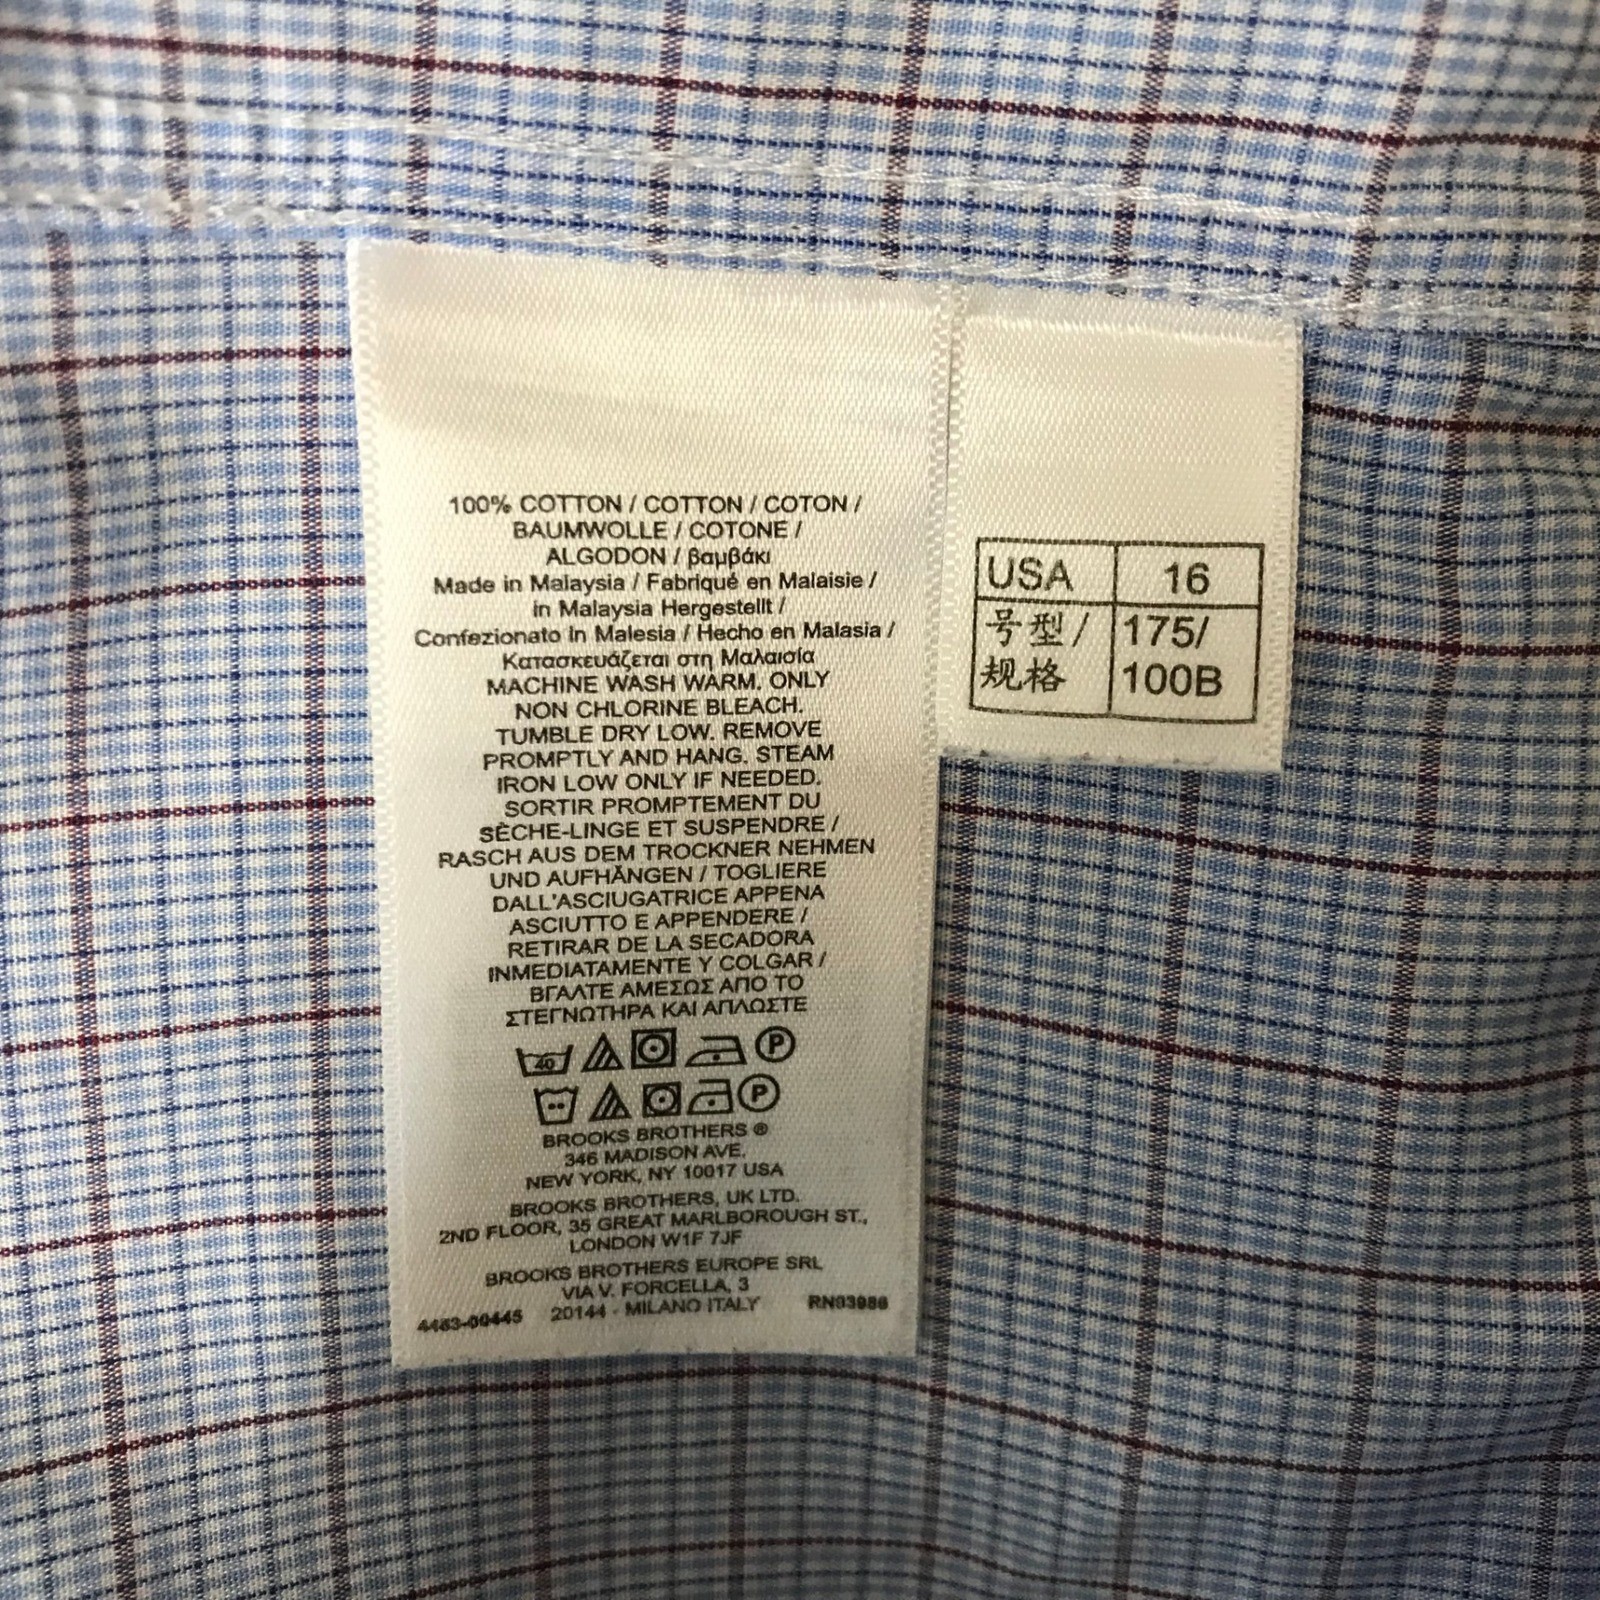 100% COTTON / COTTON / COTON /
BAUMWOLLE / COTONE /
ALGODON / βαμβάκι
Made in Malaysia / Fabriqué en Malaisie /
in Malaysia Hergestellt /
Confezionato In Malesia / Hecho en Malasia /
Κατασκευάζεται στη Μαλαισία
MACHINE WASH WARM. ONLY
NON CHLORINE BLEACH.
TUMBLE DRY LOW. REMOVE
PROMPTLY AND HANG. STEAM
IRON LOW ONLY IF NEEDED.
SORTIR PROMPTEMENT DU
SÈCHE-LINGE ET SUSPENDRE /
RASCH AUS DEM TROCKNER NEHMEN
UND AUFHÄNGEN / TOGLIERE
DALL'ASCIUGATRICE APPENA
ASCIUTTO E APPENDERE /
RETIRAR DE LA SECADORA
INMEDIATAMENTE Y COLGAR /
ΒΓΑΛΤΕ ΑΜΕΣΩΣ ΑΠΟ ΤΟ
ΣΤΕΓΝΩΤΗΡΑ ΚΑΙ ΑΠΛΩΣΤΕ
40 P
P
BROOKS BROTHERS ®
346 MADISON AVE.
NEW YORK, NY 10017 USA
BROOKS BROTHERS, UK LTD.
2ND FLOOR, 35 GREAT MARLBOROUGH ST.,
LONDON W1F 7JF
BROOKS BROTHERS EUROPE SRL
VIA V. FORCELLA, 3
4463-00445 20144 - MILANO ITALY RN03986
USA 16
号型/ 175/
规格 100B